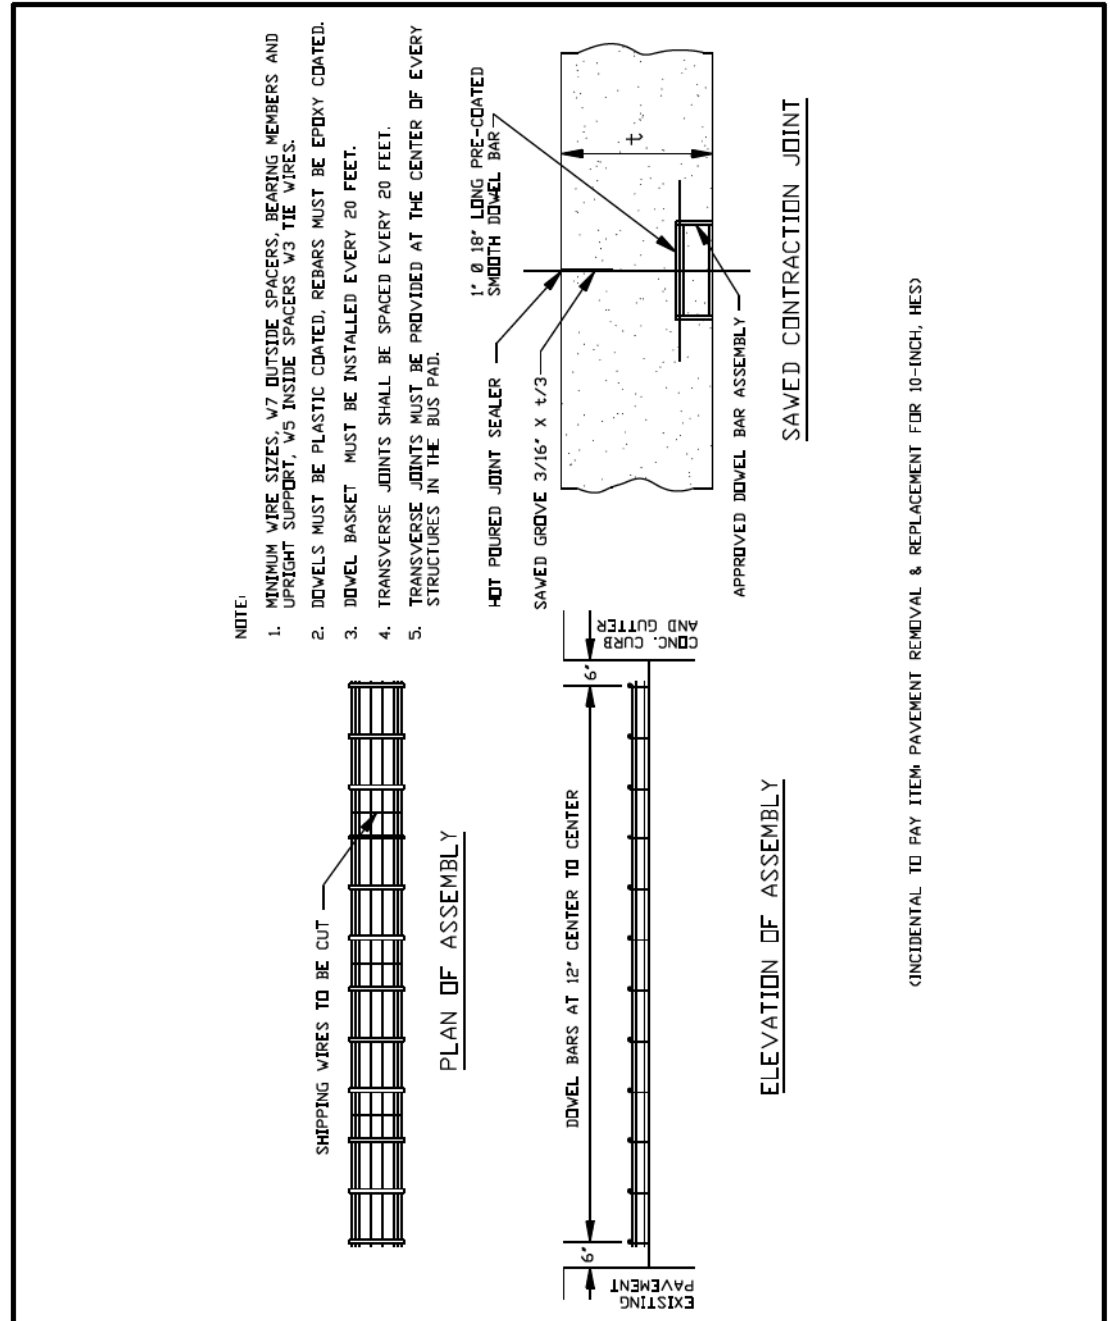 NOTE:
1. MINIMUM WIRE SIZES, W7 OUTSIDE SPACERS, BEARING MEMBERS AND
UPRIGHT SUPPORT, W5 INSIDE SPACERS W3 TIE WIRES.
2. DOWELS MUST BE PLASTIC COATED, REBARS MUST BE EPOXY COATED.
3. DOWEL BASKET MUST BE INSTALLED EVERY 20 FEET.
4. TRANSVERSE JOINTS SHALL BE SPACED EVERY 20 FEET.
5. TRANSVERSE JOINTS MUST BE PROVIDED AT THE CENTER OF EVERY
STRUCTURES IN THE BUS PAD.
SHIPPING WIRES TO BE CUT
PLAN OF ASSEMBLY
1" Ø 18" LONG PRE-COATED
SMOOTH DOWEL BAR
HOT POURED JOINT SEALER
SAWED GROVE 3/16" X t/3
t
APPROVED DOWEL BAR ASSEMBLY
SAWED CONTRACTION JOINT
EXISTING
PAVEMENT
6"
DOWEL BARS AT 12" CENTER TO CENTER
6"
CONC. CURB
AND GUTTER
ELEVATION OF ASSEMBLY
(INCIDENTAL TO PAY ITEM: PAVEMENT REMOVAL & REPLACEMENT FOR 10-INCH, HES)